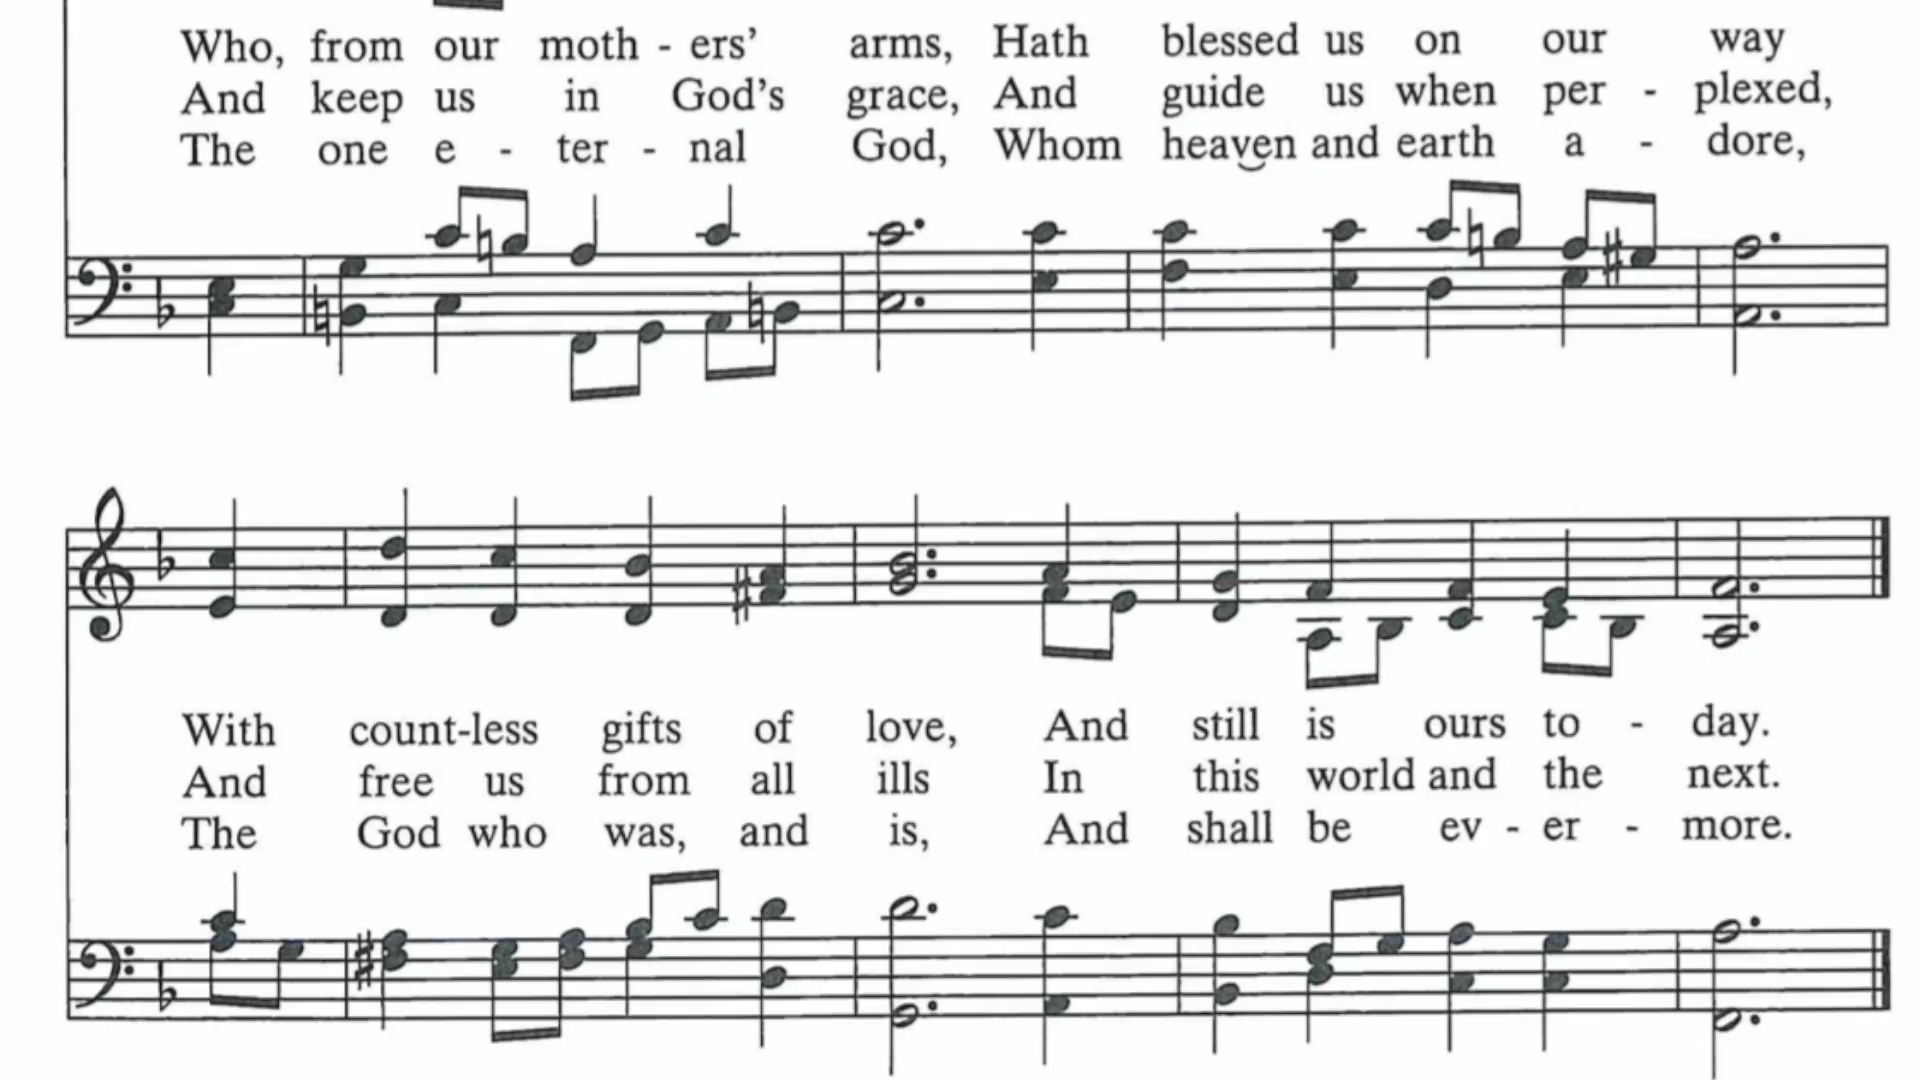 Who, from our moth - ers' arms, Hath blessed us on our way
And keep us in God's grace, And guide us when per - plexed,
The one e - ter - nal God, Whom heaven and earth a - dore,
With count-less gifts of love, And still is ours to - day.
And free us from all ills In this world and the next.
The God who was, and is, And shall be ev - er - more.